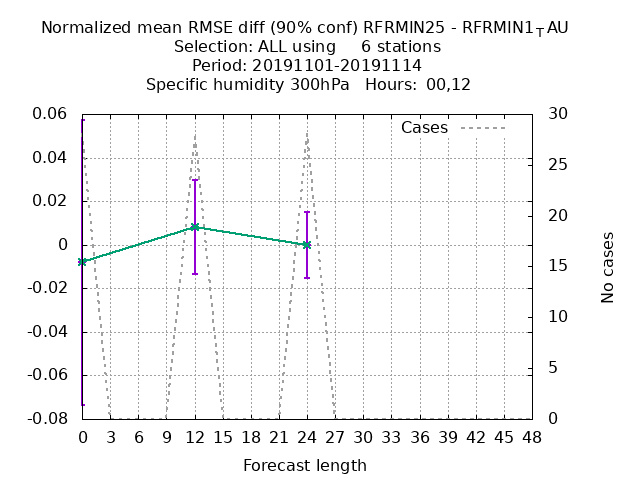 Normalized mean RMSE diff (90% conf) RFRMIN25 - RFRMIN1_TAU
Selection: ALL using 6 stations
Period: 20191101-20191114
Specific humidity 300hPa Hours: 00,12
Cases
0.06
0.04
0.02
0
-0.02
-0.04
-0.06
-0.08
30
25
20
15
10
5
0
No cases
0 3 6 9 12 15 18 21 24 27 30 33 36 39 42 45 48
Forecast length